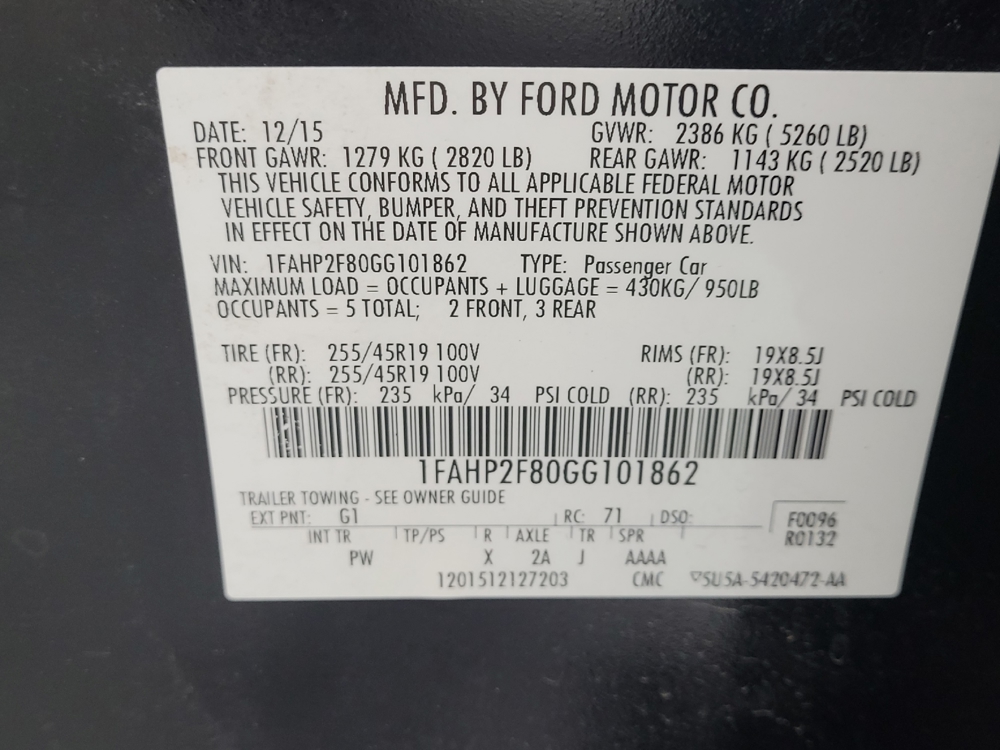 MFD. BY FORD MOTOR CO.
DATE: 12/15 GVWR: 2386 KG ( 5260 LB)
FRONT GAWR: 1279 KG ( 2820 LB) REAR GAWR: 1143 KG ( 2520 LB)
THIS VEHICLE CONFORMS TO ALL APPLICABLE FEDERAL MOTOR
VEHICLE SAFETY, BUMPER, AND THEFT PREVENTION STANDARDS
IN EFFECT ON THE DATE OF MANUFACTURE SHOWN ABOVE.
VIN: 1FAHP2F80GG101862 TYPE: Passenger Car
MAXIMUM LOAD = OCCUPANTS + LUGGAGE = 430KG/ 950LB
OCCUPANTS = 5 TOTAL; 2 FRONT, 3 REAR
TIRE (FR): 255/45R19 100V RIMS (FR): 19X8.5J
(RR): 255/45R19 100V (RR): 19X8.5J
PRESSURE (FR): 235 kPa/ 34 PSI COLD (RR): 235 kPa/ 34 PSI COLD
1FAHP2F80GG101862
TRAILER TOWING - SEE OWNER GUIDE
EXT PNT: G1 RC: 71 DSO: F0096
INT TR TP/PS R AXLE TR SPR R0132
PW X 2A J AAAA
1201512127203 CMC ▽5U5A-5420472-AA